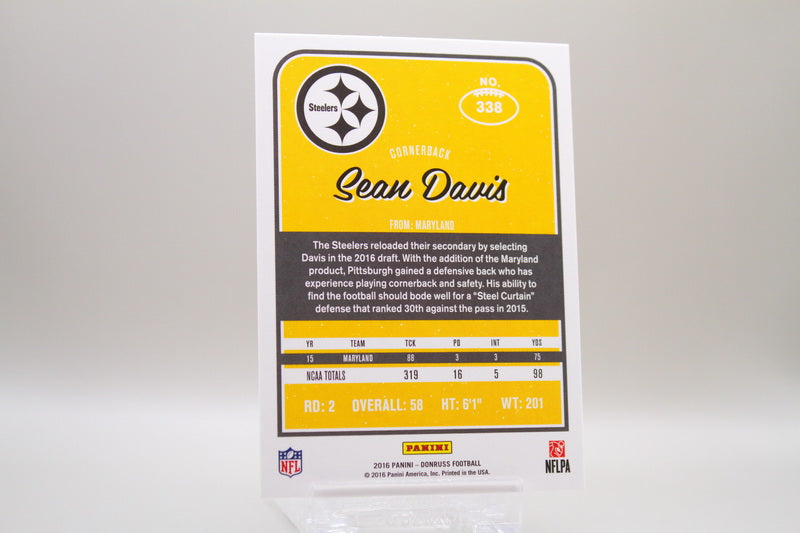 Steelers
NO.
338
CORNERBACK
Sean Davis
FROM: MARYLAND
The Steelers reloaded their secondary by selecting
Davis in the 2016 draft. With the addition of the Maryland
product, Pittsburgh gained a defensive back who has
experience playing cornerback and safety. His ability to
find the football should bode well for a "Steel Curtain"
defense that ranked 30th against the pass in 2015.
YR TEAM TCK PD INT YDS
15 MARYLAND 88 3 3 75
NCAA TOTALS 319 16 5 98
RD: 2 OVERALL: 58 HT: 6'1" WT: 201
PANINI
NFL
NFLPA
2016 PANINI – DONRUSS FOOTBALL
© 2016 Panini America, Inc. Printed in the USA.